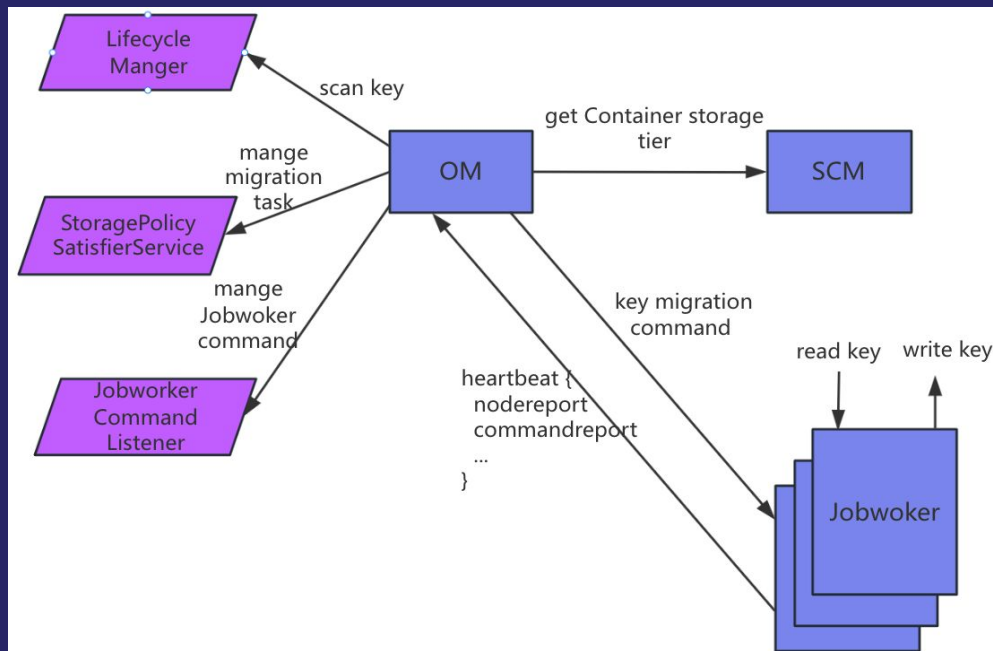 Lifecycle
Manger
scan key
get Container storage
tier
OM
SCM
mange
migration
task
StoragePolicy
SatisfierService
mange
Jobwoker
command
key migration
command
read key
write key
heartbeat {
nodereport
commandreport
...
}
Jobworker
Command
Listener
Jobwoker